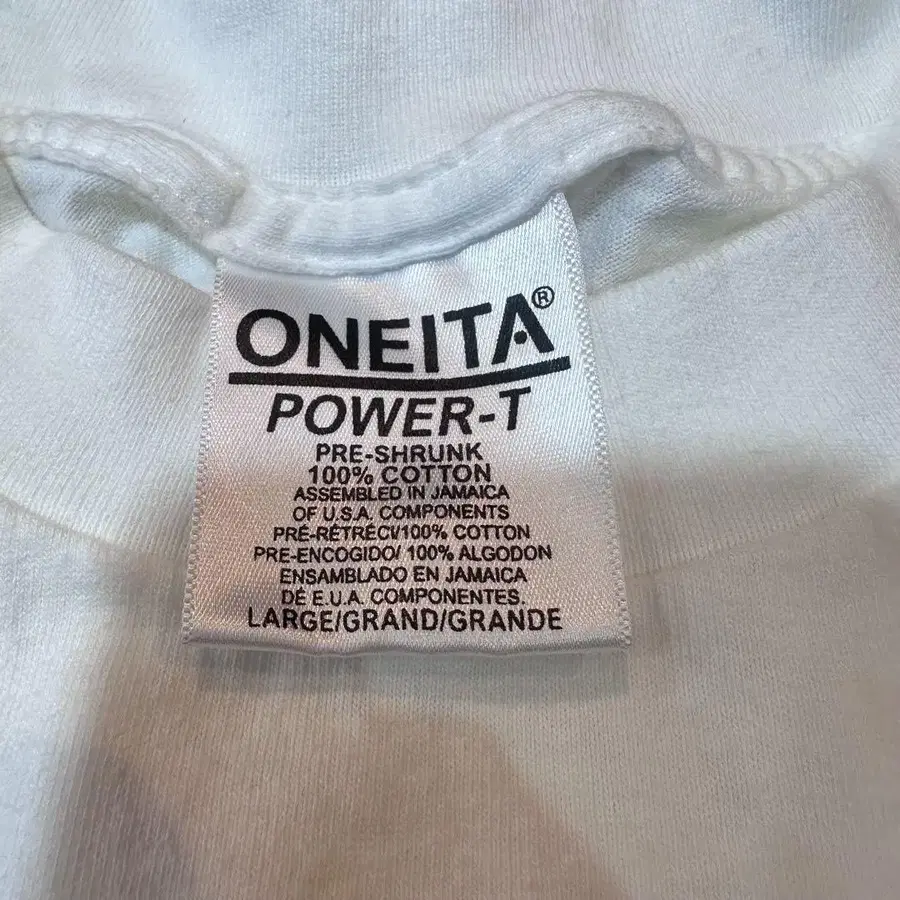 ONEITA®
POWER-T
PRE-SHRUNK
100% COTTON
ASSEMBLED IN JAMAICA
OF U.S.A. COMPONENTS
PRÉ-RÉTRÉCI/100% COTTON
PRE-ENCOGIDO/ 100% ALGODON
ENSAMBLADO EN JAMAICA
DE E.U.A. COMPONENTES.
LARGE/GRAND/GRANDE